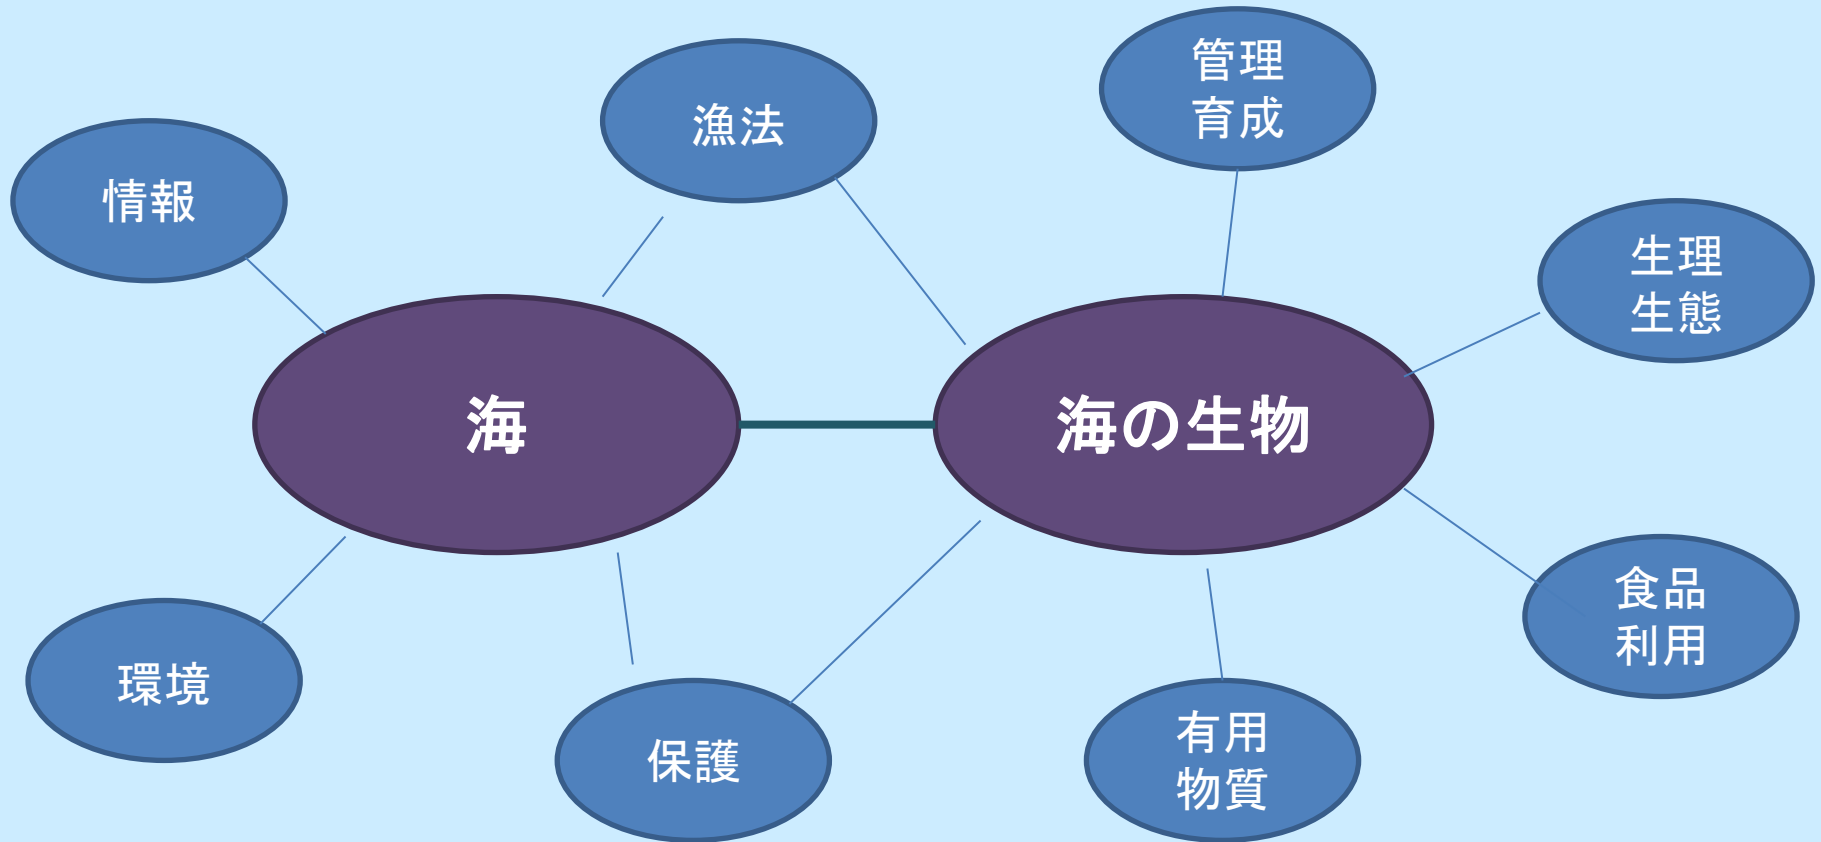 管理
育成
漁法
情報
生理
生態
海
海の生物
食品
利用
環境
保護
有用
物質